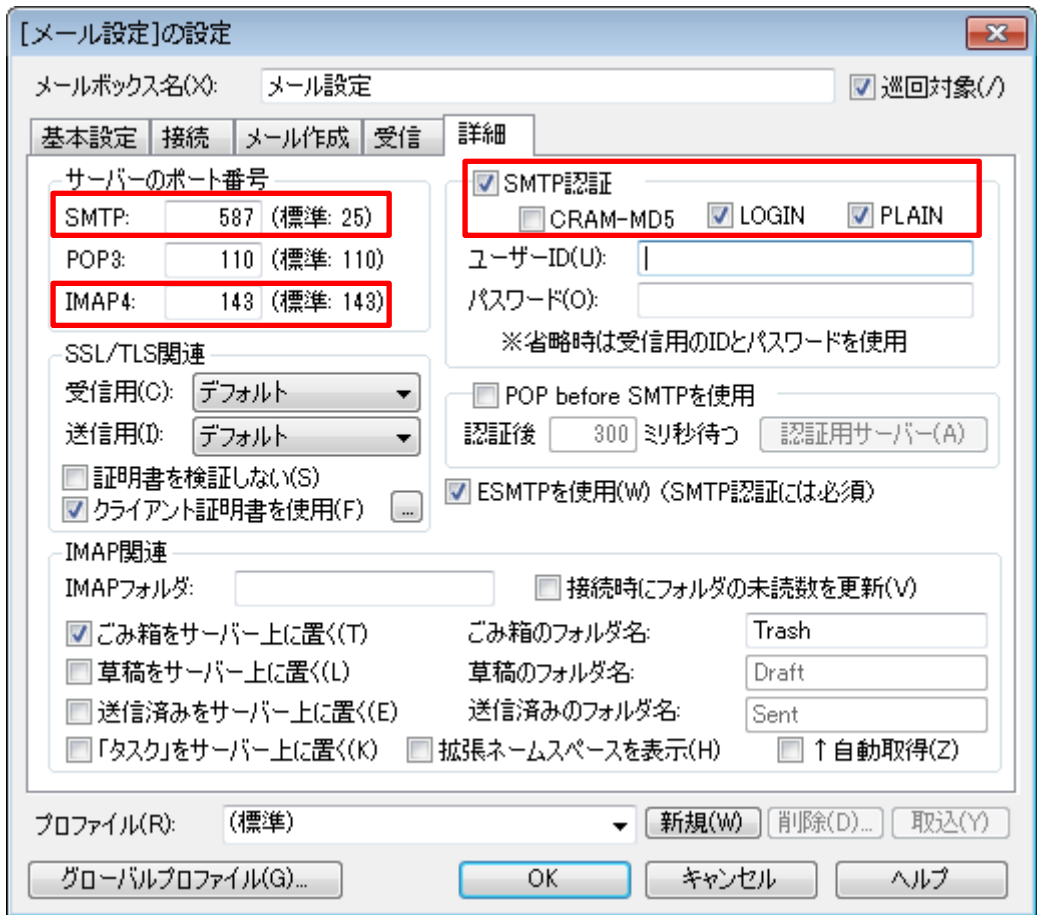 [メール設定]の設定
メールボックス名(X): メール設定 巡回対象(/)
基本設定 接続 メール作成 受信 詳細
サーバーのポート番号
SMTP: 587 (標準: 25)
POP3: 110 (標準: 110)
IMAP4: 143 (標準: 143)
SMTP認証
CRAM-MD5 LOGIN PLAIN
ユーザーID(U):
パスワード(O):
※省略時は受信用のIDとパスワードを使用
SSL/TLS関連
受信用(C): デフォルト
送信用(I): デフォルト
証明書を検証しない(S)
クライアント証明書を使用(F) ...
POP before SMTPを使用
認証後 300 ミリ秒待つ 認証用サーバー(A)
ESMTPを使用(W) (SMTP認証には必須)
IMAP関連
IMAPフォルダ: 接続時にフォルダの未読数を更新(V)
ごみ箱をサーバー上に置く(T) ごみ箱のフォルダ名: Trash
草稿をサーバー上に置く(L) 草稿のフォルダ名: Draft
送信済みをサーバー上に置く(E) 送信済みのフォルダ名: Sent
「タスク」をサーバー上に置く(K) 拡張ネームスペースを表示(H) ↑自動取得(Z)
プロファイル(R): (標準) 新規(W) 削除(D)... 取込(Y)
グローバルプロファイル(G)... OK キャンセル ヘルプ